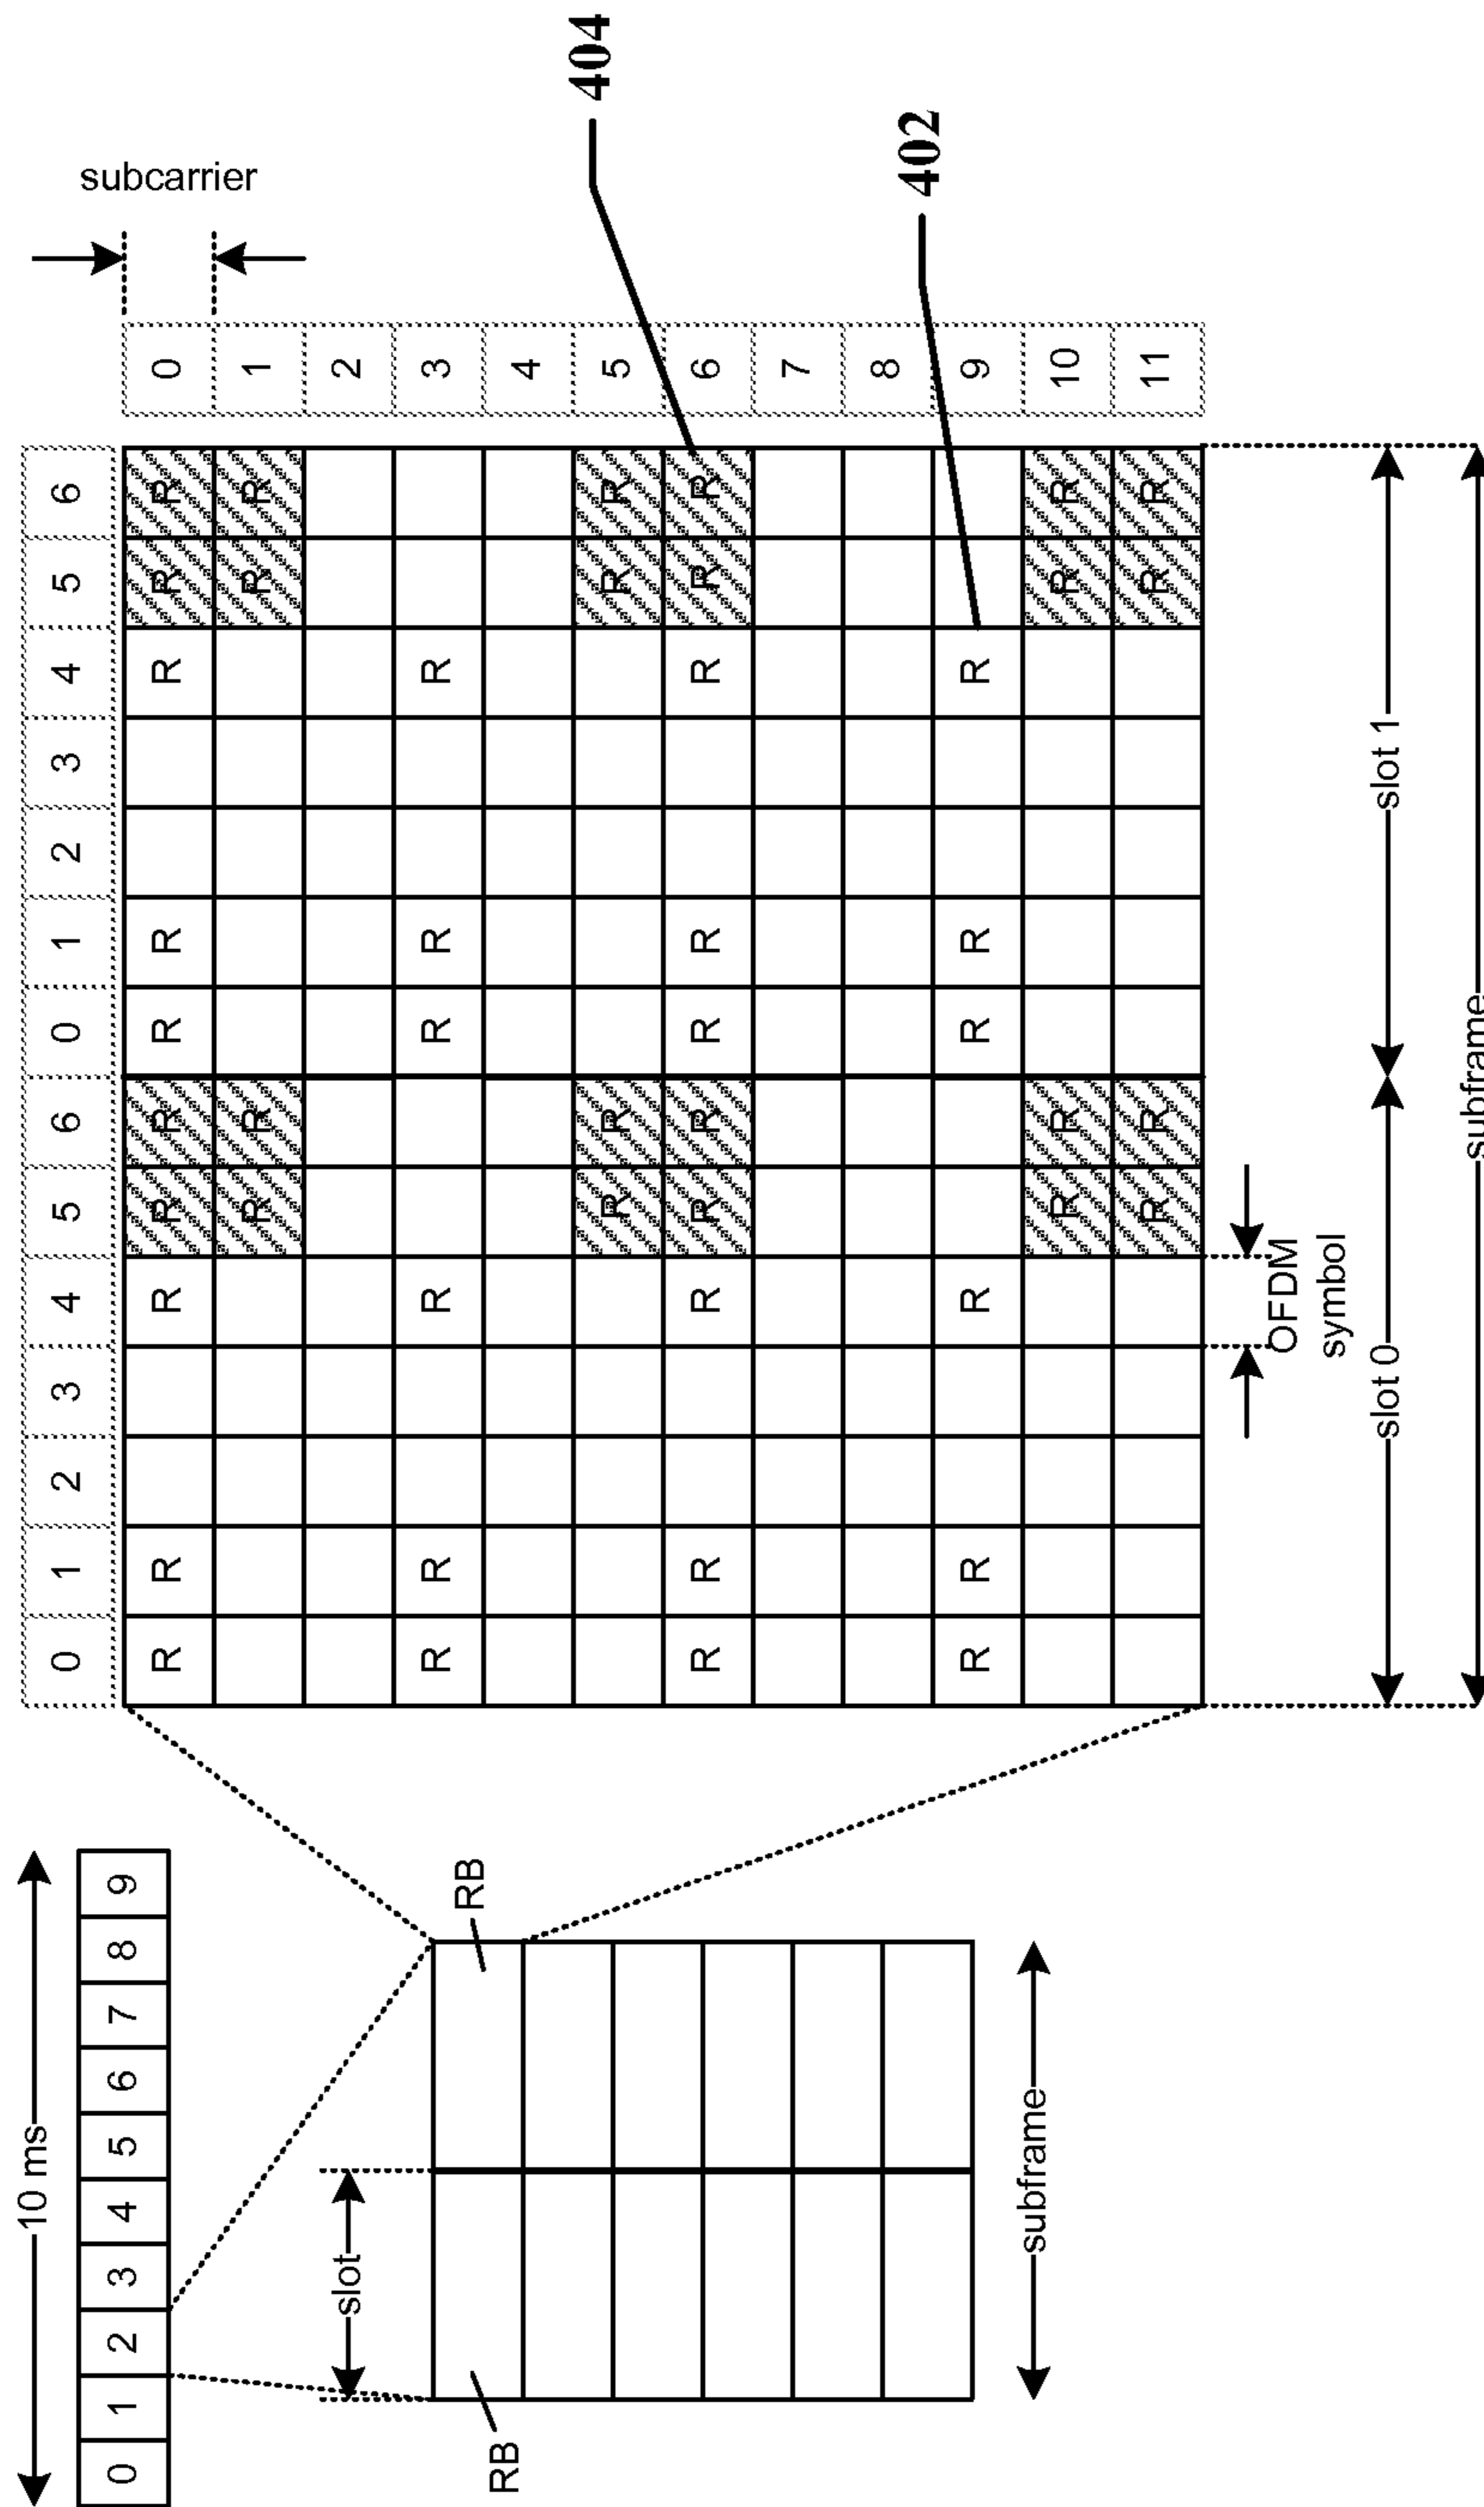 10 ms
0 1 2 3 4 5 6 7 8 9
slot
RB
RB
subframe
subcarrier
0 1 2 3 4 5 6 0 1 2 3 4 5 6
R R R R R R R R R R 0
R R R R 1
2
R R R R R R 3
4
R R R R 5
R R R R R R R R R R 6
7
8
R R R R R R 9
R R R R 10
R R R R 11
404
402
OFDM
symbol
slot 0
slot 1
subframe